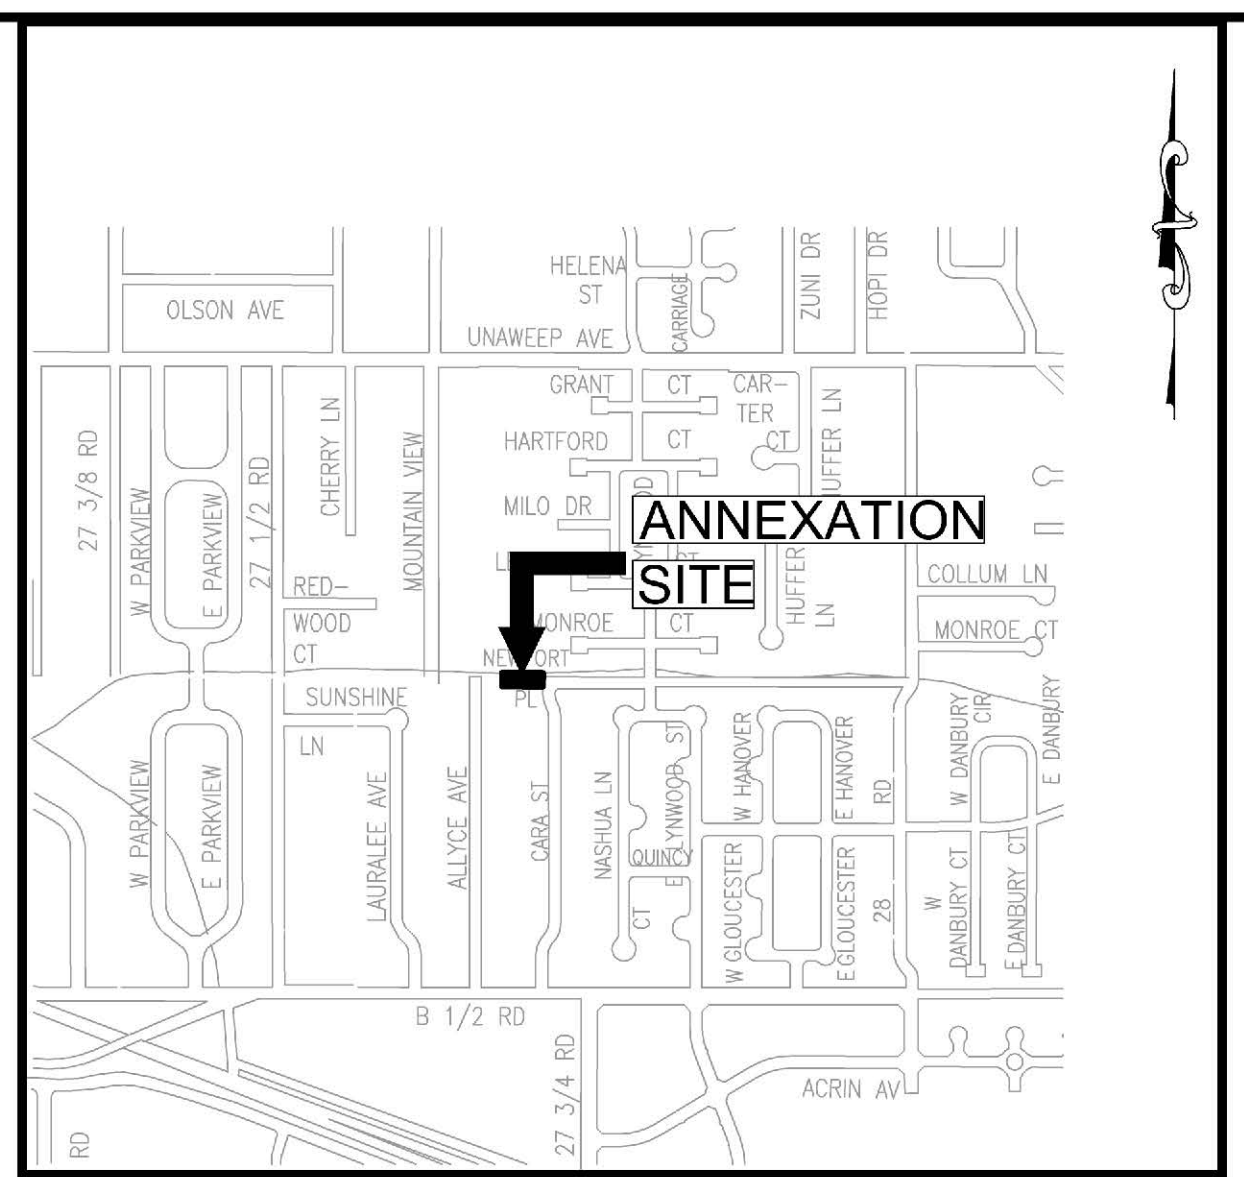 HELENA
ST
CARRIAGE
ZUNI DR
HOPI DR
OLSON AVE
UNAWEEP AVE
GRANT CT
CAR-
TER
CT
HARTFORD CT
27 3/8 RD
W PARKVIEW
E PARKVIEW
27 1/2 RD
CHERRY LN
MOUNTAIN VIEW
MILO DR
ANNEXATION
SITE
CT
HUFFER
LN
COLLUM LN
RED-
WOOD
CT
MONROE CT
MONROE CT
PL
SUNSHINE
LN
W PARKVIEW
E PARKVIEW
LAURALEE AVE
ALLYCE AVE
CARA ST
NASHUA LN
E LYNWOOD ST
W HANOVER
E HANOVER
28 RD
W DANBURY
CIR
E DANBURY
QUINCY
CT
W GLOUCESTER
E GLOUCESTER
W
DANBURY CT
E DANBURY CT
B 1/2 RD
27 3/4 RD
ACRIN AV
RD